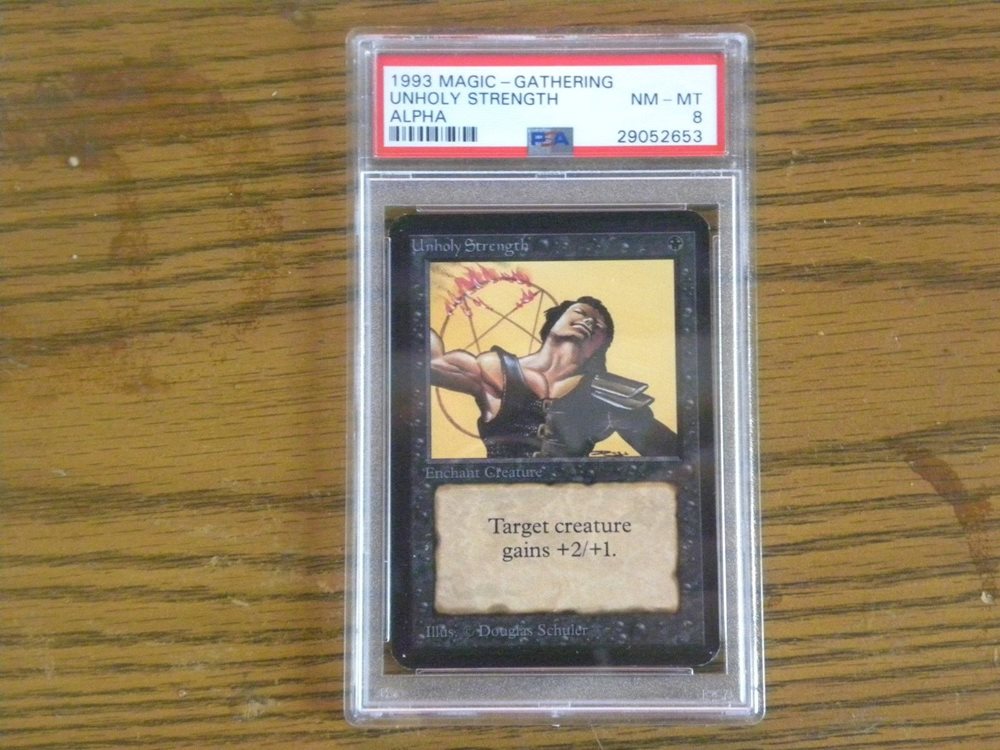 1993 MAGIC – GATHERING
UNHOLY STRENGTH NM – MT
ALPHA 8
PSA 29052653
Unholy Strength
Enchant Creature
Target creature
gains +2/+1.
Illus. © Douglas Schuler